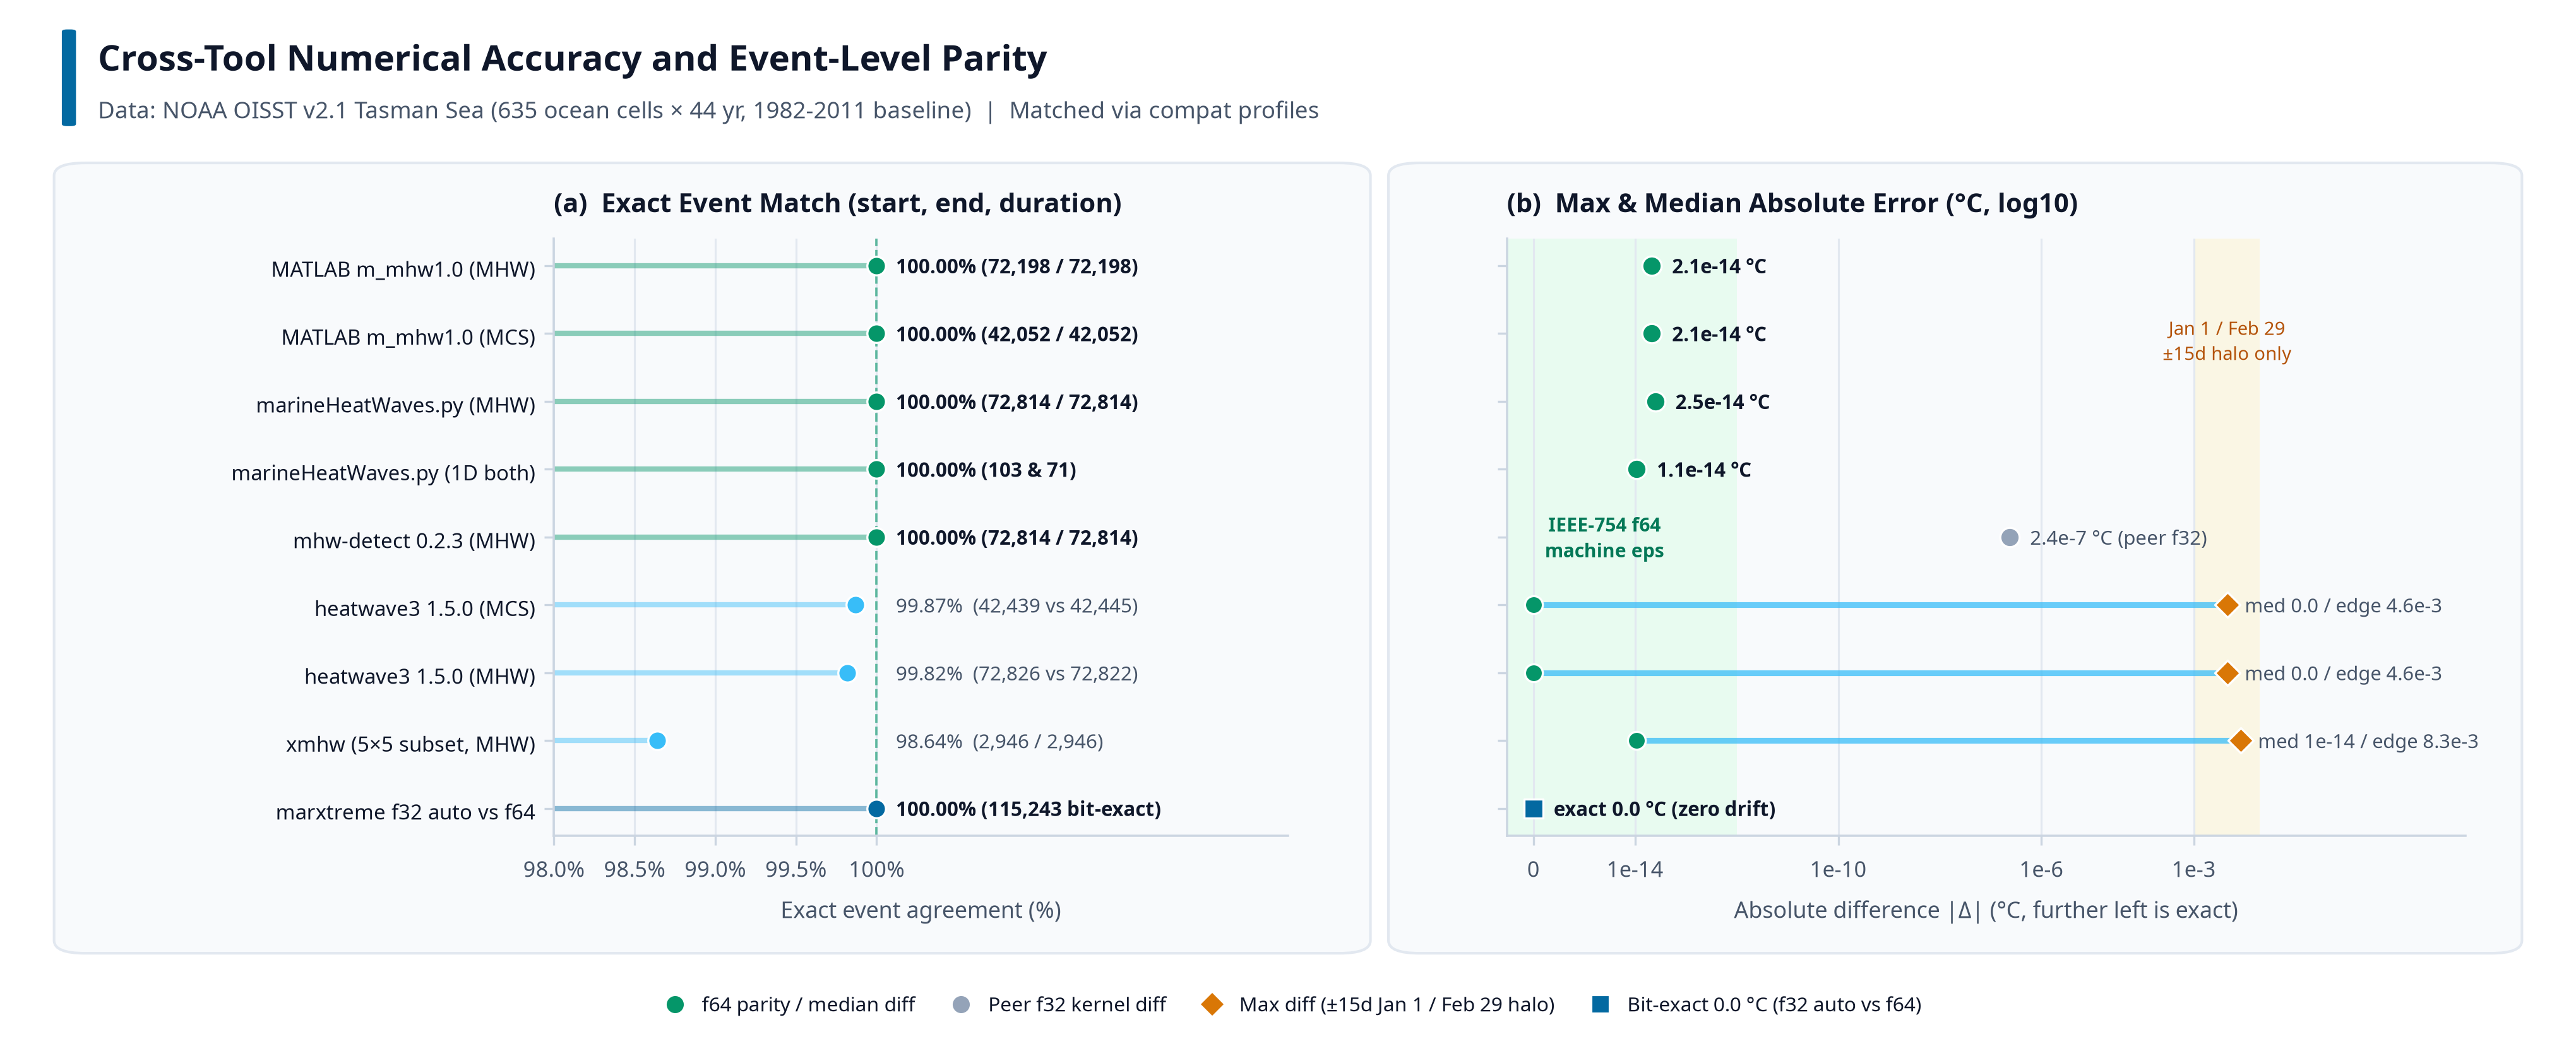 Cross-Tool Numerical Accuracy and Event-Level Parity
Data: NOAA OISST v2.1 Tasman Sea (635 ocean cells × 44 yr, 1982-2011 baseline) | Matched via compat profiles
(a) Exact Event Match (start, end, duration)
MATLAB m_mhw1.0 (MHW)
100.00% (72,198 / 72,198)
MATLAB m_mhw1.0 (MCS)
100.00% (42,052 / 42,052)
marineHeatWaves.py (MHW)
100.00% (72,814 / 72,814)
marineHeatWaves.py (1D both)
100.00% (103 & 71)
mhw-detect 0.2.3 (MHW)
100.00% (72,814 / 72,814)
heatwave3 1.5.0 (MCS)
99.87% (42,439 vs 42,445)
heatwave3 1.5.0 (MHW)
99.82% (72,826 vs 72,822)
xmhw (5×5 subset, MHW)
98.64% (2,946 / 2,946)
marxtreme f32 auto vs f64
100.00% (115,243 bit-exact)
98.0% 98.5% 99.0% 99.5% 100%
Exact event agreement (%)
(b) Max & Median Absolute Error (°C, log10)
2.1e-14 °C
2.1e-14 °C
Jan 1 / Feb 29
±15d halo only
2.5e-14 °C
1.1e-14 °C
IEEE-754 f64
machine eps
2.4e-7 °C (peer f32)
med 0.0 / edge 4.6e-3
med 0.0 / edge 4.6e-3
med 1e-14 / edge 8.3e-3
exact 0.0 °C (zero drift)
0 1e-14 1e-10 1e-6 1e-3
Absolute difference |Δ| (°C, further left is exact)
f64 parity / median diff
Peer f32 kernel diff
Max diff (±15d Jan 1 / Feb 29 halo)
Bit-exact 0.0 °C (f32 auto vs f64)